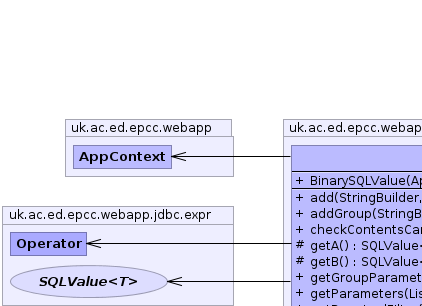 uk.ac.ed.epcc.webapp
AppContext
uk.ac.ed.epcc.webapp.jdbc.expr
Operator
SQLValue<T>
uk.ac.ed.epcc.webapp
+ BinarySQLValue(Ap
+ add(StringBuilder,
+ addGroup(StringB
+ checkContentsCan
# getA() : SQLValue<
# getB() : SQLValue<
+ getGroupParamet
+ getParameters(Lis